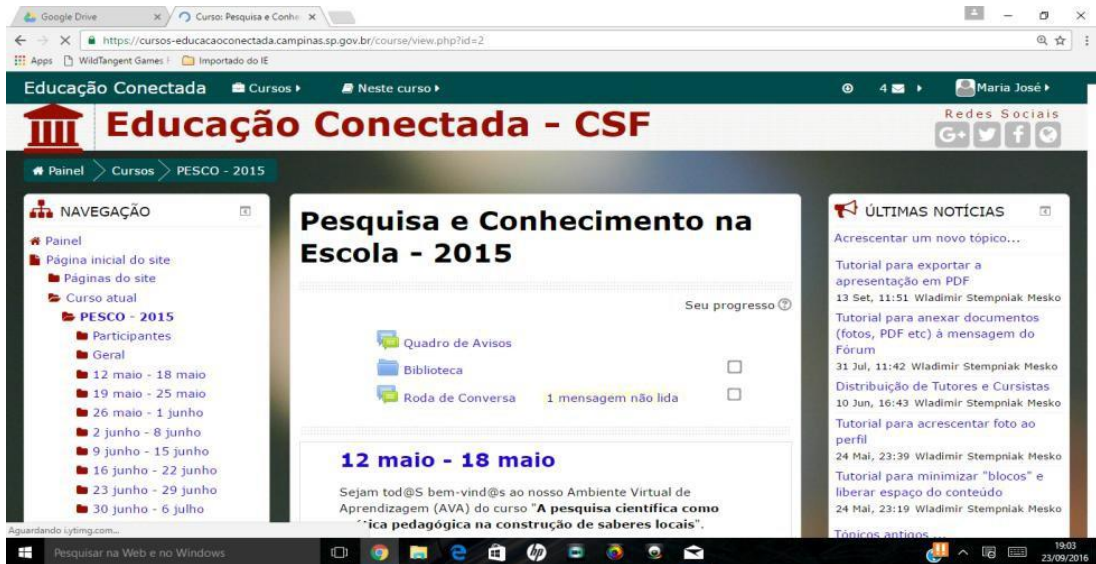 Google Drive
Curso: Pesquisa e Conhe
https://cursos-educacaoconectada.campinas.sp.gov.br/course/view.php?id=2
Apps WildTangent Games Importado do IE
Educação Conectada Cursos Neste curso 4 Maria José
Educação Conectada - CSF
Redes Sociais
G+ f
Painel Cursos PESCO - 2015
NAVEGAÇÃO
Painel
Página inicial do site
Páginas do site
Curso atual
PESCO - 2015
Participantes
Geral
12 maio - 18 maio
19 maio - 25 maio
26 maio - 1 junho
2 junho - 8 junho
9 junho - 15 junho
16 junho - 22 junho
23 junho - 29 junho
30 junho - 6 julho
Pesquisa e Conhecimento na
Escola - 2015
Seu progresso
Quadro de Avisos
Biblioteca
Roda de Conversa 1 mensagem não lida
12 maio - 18 maio
Sejam tod@S bem-vind@s ao nosso Ambiente Virtual de
Aprendizagem (AVA) do curso "A pesquisa científica como
pedagógica na construção de saberes locais".
ÚLTIMAS NOTÍCIAS
Acrescentar um novo tópico...
Tutorial para exportar a
apresentação em PDF
13 Set, 11:51 Wladimir Stempniak Mesko
Tutorial para anexar documentos
(fotos, PDF etc) à mensagem do
Fórum
31 Jul, 11:42 Wladimir Stempniak Mesko
Distribuição de Tutores e Cursistas
10 Jun, 16:43 Wladimir Stempniak Mesko
Tutorial para acrescentar foto ao
perfil
24 Mai, 23:39 Wladimir Stempniak Mesko
Tutorial para minimizar "blocos" e
liberar espaço do conteúdo
24 Mai, 23:19 Wladimir Stempniak Mesko
Tópicos antigos ...
Aguardando i.ytimg.com...
Pesquisar na Web e no Windows
hp
19:03
23/09/2016